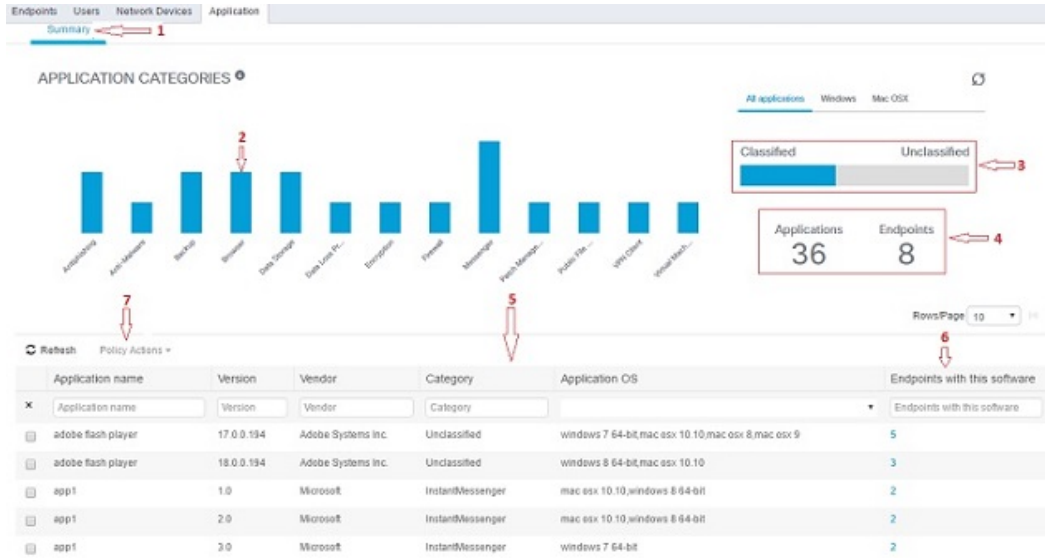 Endpoints Users Network Devices Application
Summary 1
APPLICATION CATEGORIES
All applications Windows Mac OSX
2
Classified Unclassified
3
Applications Endpoints
36 8
4
Antiphishing Anti-Malware Backup Browser Data Storage Data Loss Pr... Encryption Firewall Messenger Patch Manage... Public File ... VPN Client Virtual Mach...
7
5
Rows/Page 10
6
Refresh Policy Actions
Application name Version Vendor Category Application OS Endpoints with this software
x Application name Version Vendor Category Endpoints with this software
adobe flash player 17.0.0.194 Adobe Systems Inc. Unclassified windows 7 64-bit,mac osx 10.10,mac osx 8,mac osx 9 5
adobe flash player 18.0.0.194 Adobe Systems Inc. Unclassified windows 8 64-bit,mac osx 10.10 3
app1 1.0 Microsoft InstantMessenger mac osx 10.10,windows 8 64-bit 2
app1 2.0 Microsoft InstantMessenger mac osx 10.10,windows 8 64-bit 2
app1 3.0 Microsoft InstantMessenger windows 7 64-bit 2